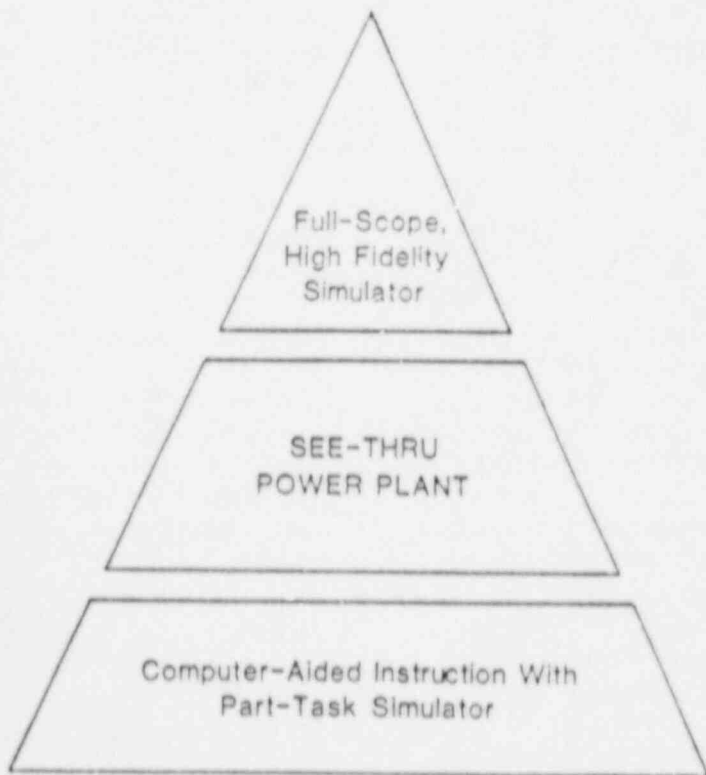 Full-Scope,
High Fidelity
Simulator
SEE-THRU
POWER PLANT
Computer-Aided Instruction With
Part-Task Simulator